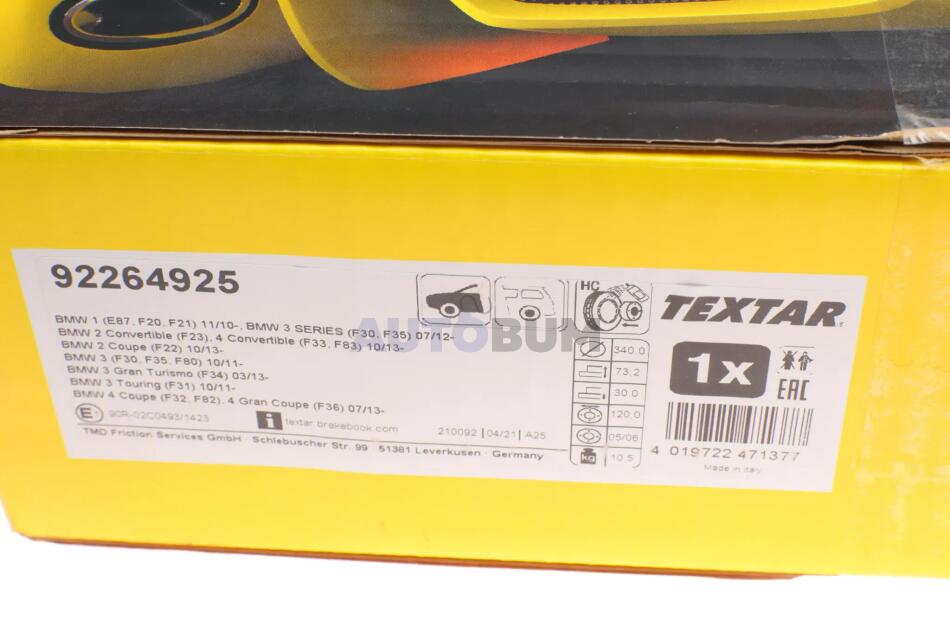 92264925
BMW 1 (E87, F20, F21) 11/10-, BMW 3 SERIES (F30, F35) 07/12-
BMW 2 Convertible (F23), 4 Convertible (F33, F83) 10/13-
BMW 2 Coupe (F22) 10/13-
BMW 3 (F30, F35, F80) 10/11-
BMW 3 Gran Turismo (F34) 03/13-
BMW 3 Touring (F31) 10/11-
BMW 4 Coupe (F32, F82), 4 Gran Coupe (F36) 07/13-
E1 90R-02C0493/1423
i textar.brakebook.com
210092 | 04/21 | A25
TMD Friction Services GmbH · Schlebuscher Str. 99 · 51381 Leverkusen · Germany
HC
340,0
73,2
30,0
120,0
05/06
kg 10,5
TEXTAR
1x
EAC
4 019722 471377
Made in Italy
AUTOBUM